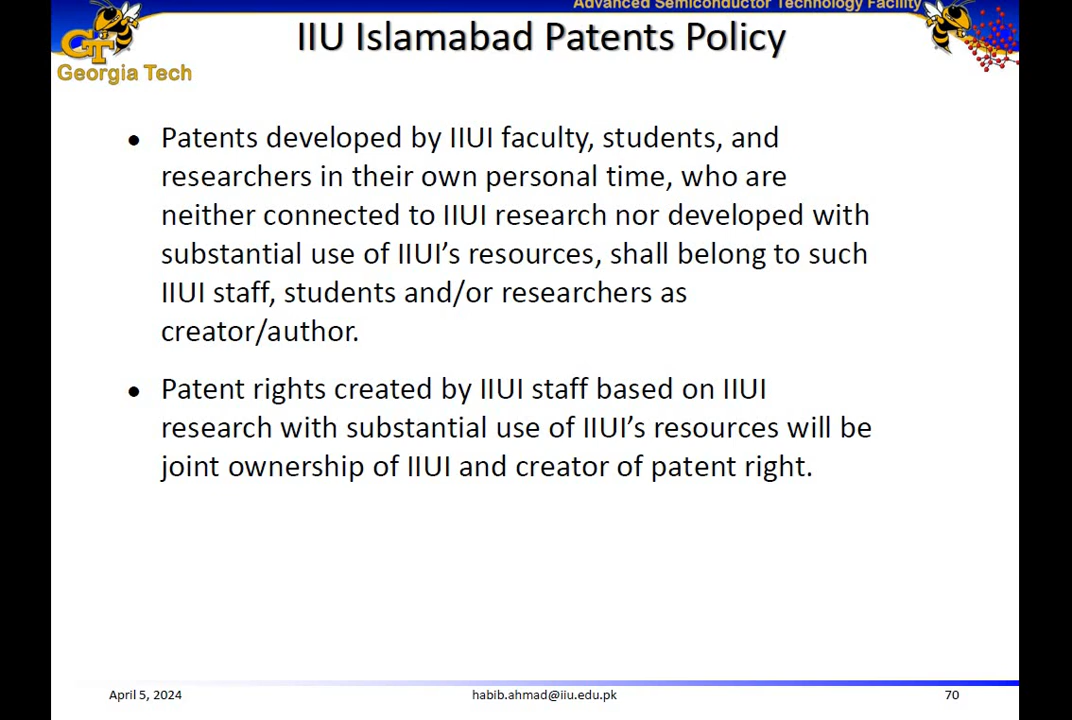 Advanced Semiconductor Technology Facility
IIU Islamabad Patents Policy
GT
Georgia Tech
• Patents developed by IIUI faculty, students, and
researchers in their own personal time, who are
neither connected to IIUI research nor developed with
substantial use of IIUI's resources, shall belong to such
IIUI staff, students and/or researchers as
creator/author.
• Patent rights created by IIUI staff based on IIUI
research with substantial use of IIUI's resources will be
joint ownership of IIUI and creator of patent right.
April 5, 2024
habib.ahmad@iiu.edu.pk
70